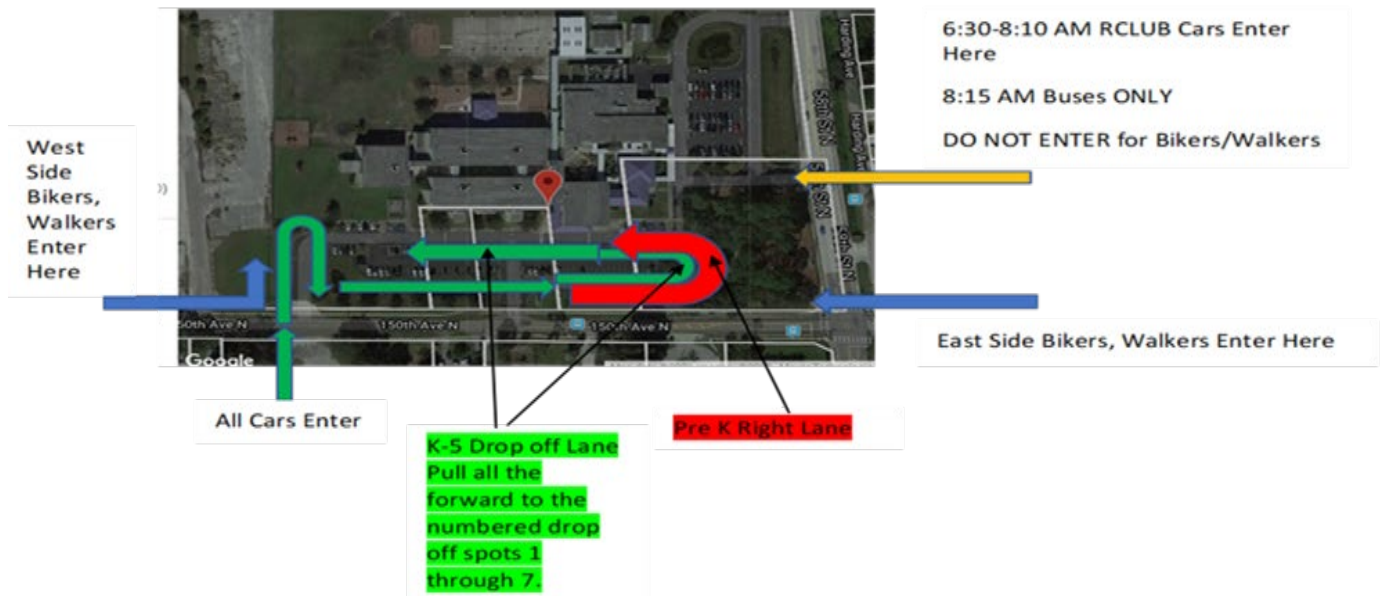 6:30-8:10 AM RCLUB Cars Enter
Here
8:15 AM Buses ONLY
DO NOT ENTER for Bikers/Walkers
West
Side
Bikers,
Walkers
Enter
Here
Harding Ave
Harding Ave
150th Ave N
150th Ave N
Google
East Side Bikers, Walkers Enter Here
All Cars Enter
K-5 Drop off Lane
Pull all the
forward to the
numbered drop
off spots 1
through 7.
Pre K Right Lane